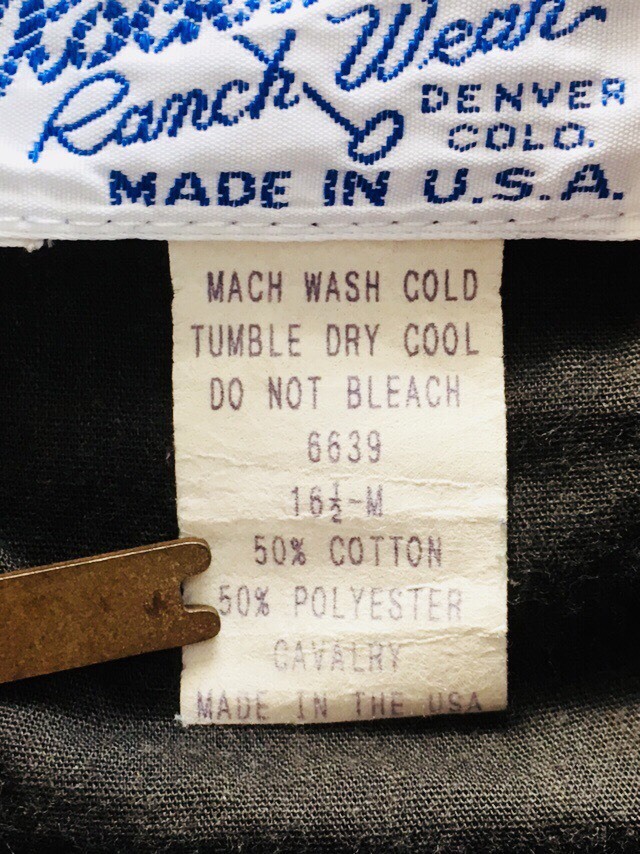 Wear
Ranch
DENVER
COLO.
MADE IN U.S.A.
MACH WASH COLD
TUMBLE DRY COOL
DO NOT BLEACH
6639
16½-M
50% COTTON
50% POLYESTER
CAVALRY
MADE IN THE USA